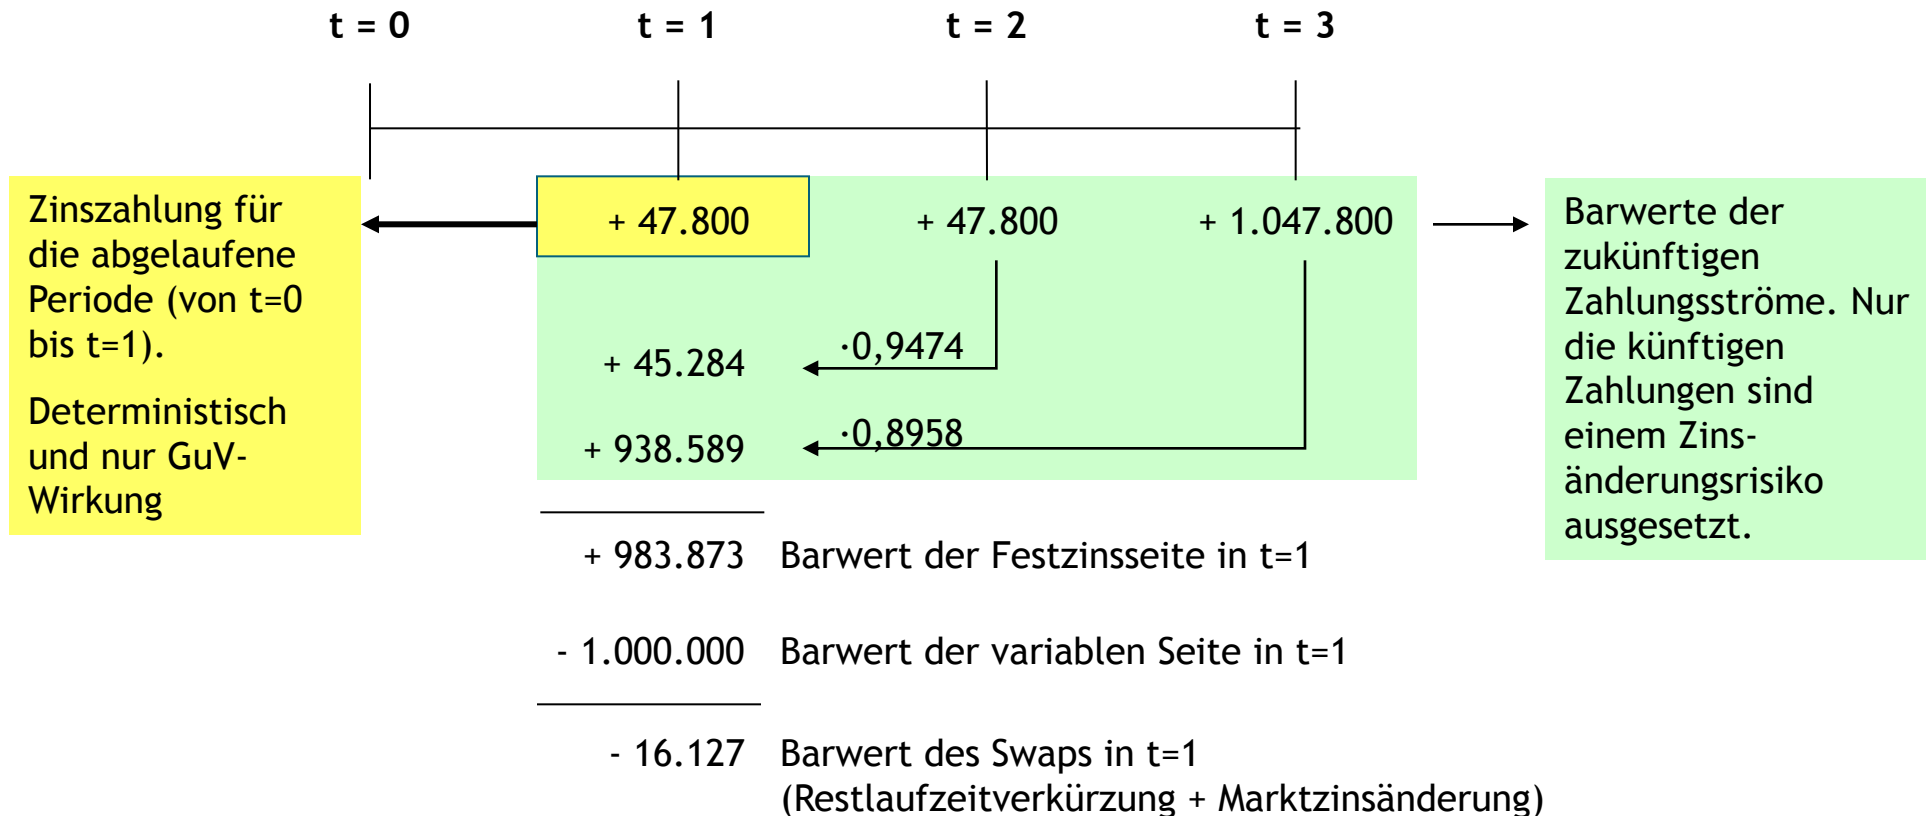 t = 0 t = 1 t = 2 t = 3
Zinszahlung für
die abgelaufene
Periode (von t=0
bis t=1).
Deterministisch
und nur GuV-
Wirkung
+ 47.800 + 47.800 + 1.047.800
+ 45.284 ·0,9474
+ 938.589 ·0,8958
Barwerte der
zukünftigen
Zahlungsströme. Nur
die künftigen
Zahlungen sind
einem Zins-
änderungsrisiko
ausgesetzt.
+ 983.873 Barwert der Festzinsseite in t=1
- 1.000.000 Barwert der variablen Seite in t=1
- 16.127 Barwert des Swaps in t=1
(Restlaufzeitverkürzung + Marktzinsänderung)